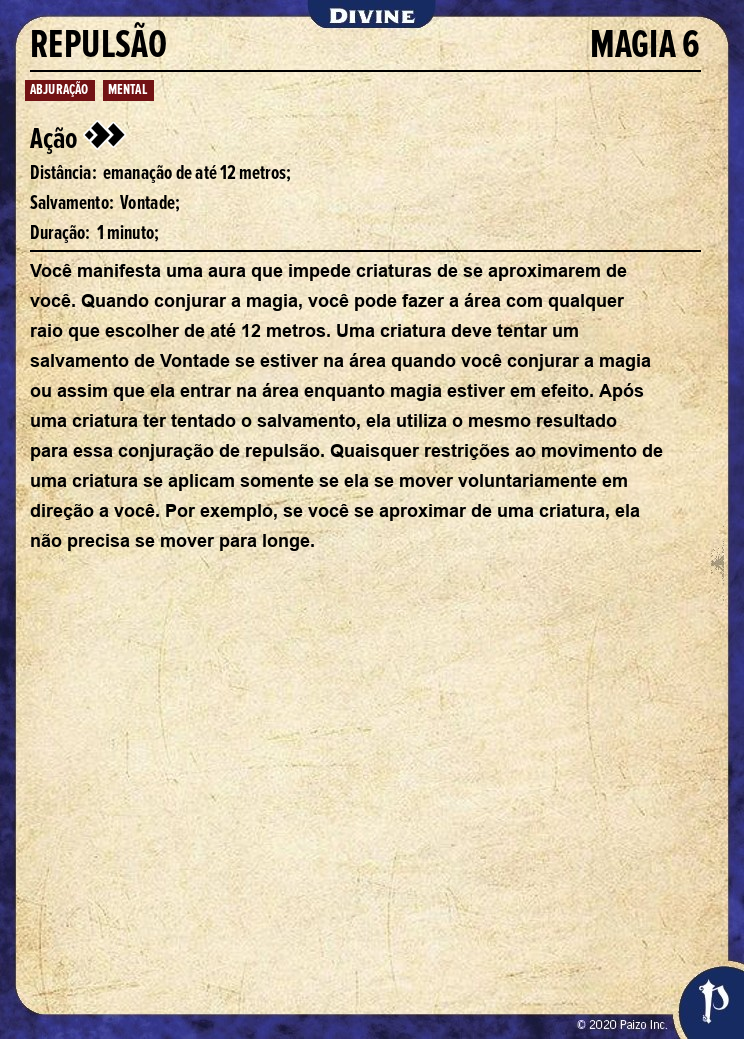 DIVINE
REPULSÃO MAGIA 6
ABJURAÇÃO MENTAL
Ação
Distância: emanação de até 12 metros;
Salvamento: Vontade;
Duração: 1 minuto;
Você manifesta uma aura que impede criaturas de se aproximarem de
você. Quando conjurar a magia, você pode fazer a área com qualquer
raio que escolher de até 12 metros. Uma criatura deve tentar um
salvamento de Vontade se estiver na área quando você conjurar a magia
ou assim que ela entrar na área enquanto magia estiver em efeito. Após
uma criatura ter tentado o salvamento, ela utiliza o mesmo resultado
para essa conjuração de repulsão. Quaisquer restrições ao movimento de
uma criatura se aplicam somente se ela se mover voluntariamente em
direção a você. Por exemplo, se você se aproximar de uma criatura, ela
não precisa se mover para longe.
© 2020 Paizo Inc.
P